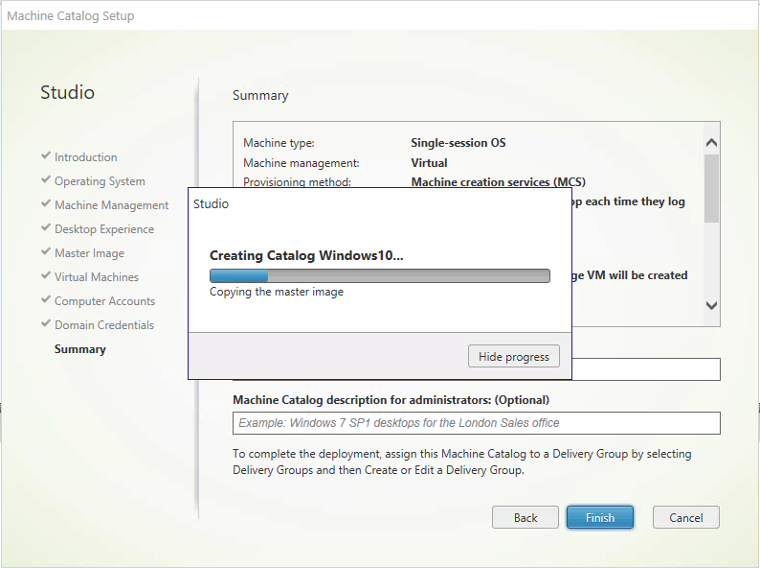 Machine Catalog Setup
Studio
Introduction
Operating System
Machine Management
Desktop Experience
Master Image
Virtual Machines
Computer Accounts
Domain Credentials
Summary
Summary
Machine type: Single-session OS
Machine management: Virtual
Provisioning method: Machine creation services (MCS)
op each time they log
ge VM will be created
Studio
Creating Catalog Windows10...
Copying the master image
Hide progress
Machine Catalog description for administrators: (Optional)
Example: Windows 7 SP1 desktops for the London Sales office
To complete the deployment, assign this Machine Catalog to a Delivery Group by selecting
Delivery Groups and then Create or Edit a Delivery Group.
Back Finish Cancel